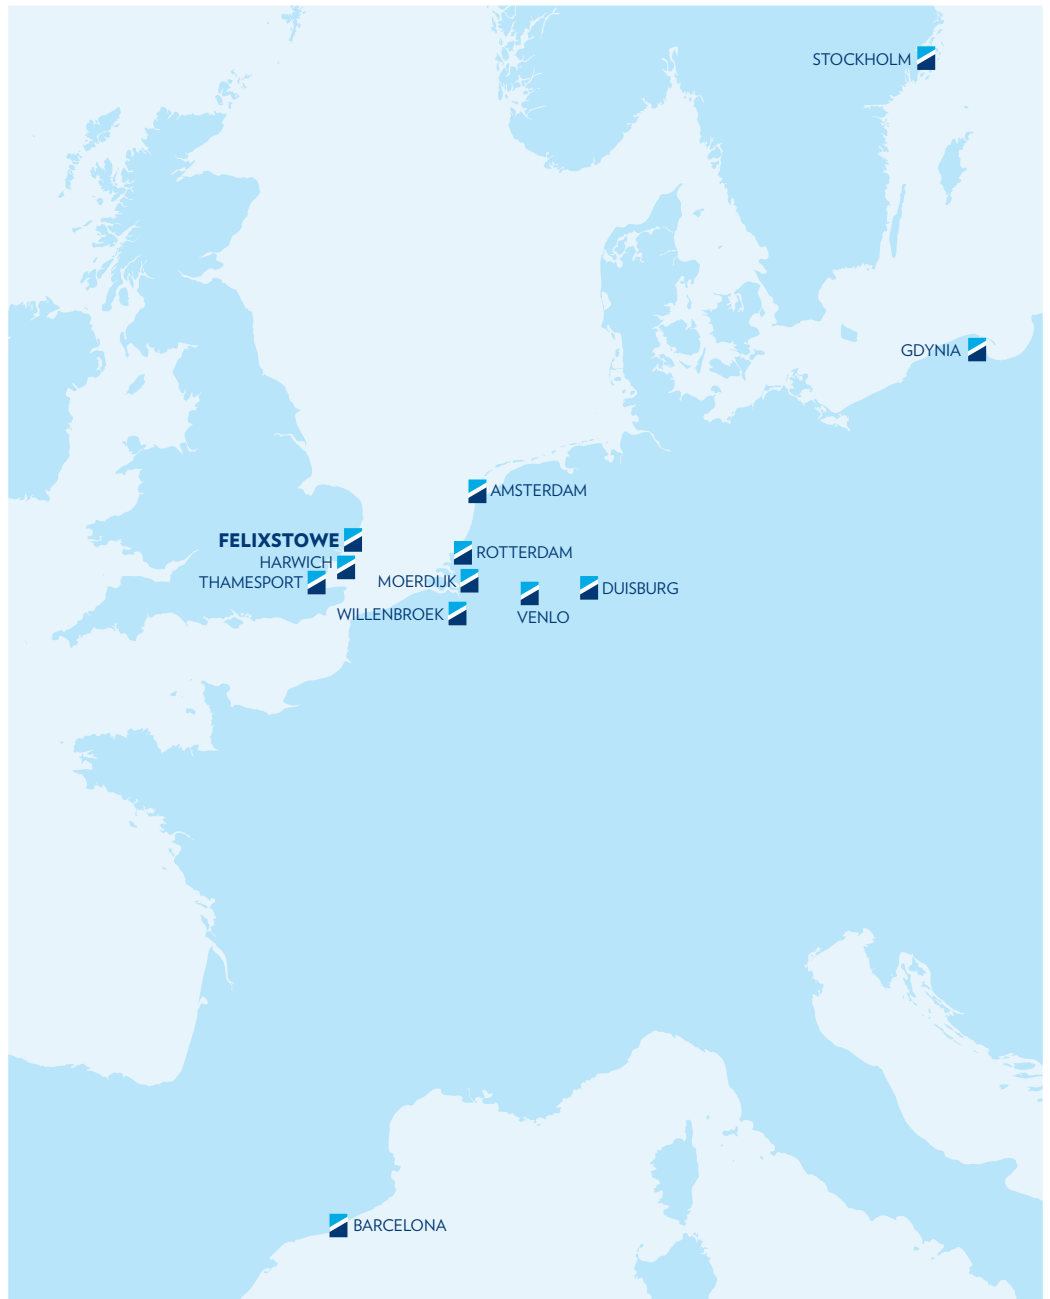 STOCKHOLM
GDYNIA
AMSTERDAM
FELIXSTOWE
ROTTERDAM
HARWICH
THAMESPORT
MOERDIJK
DUISBURG
WILLENBROEK
VENLO
BARCELONA